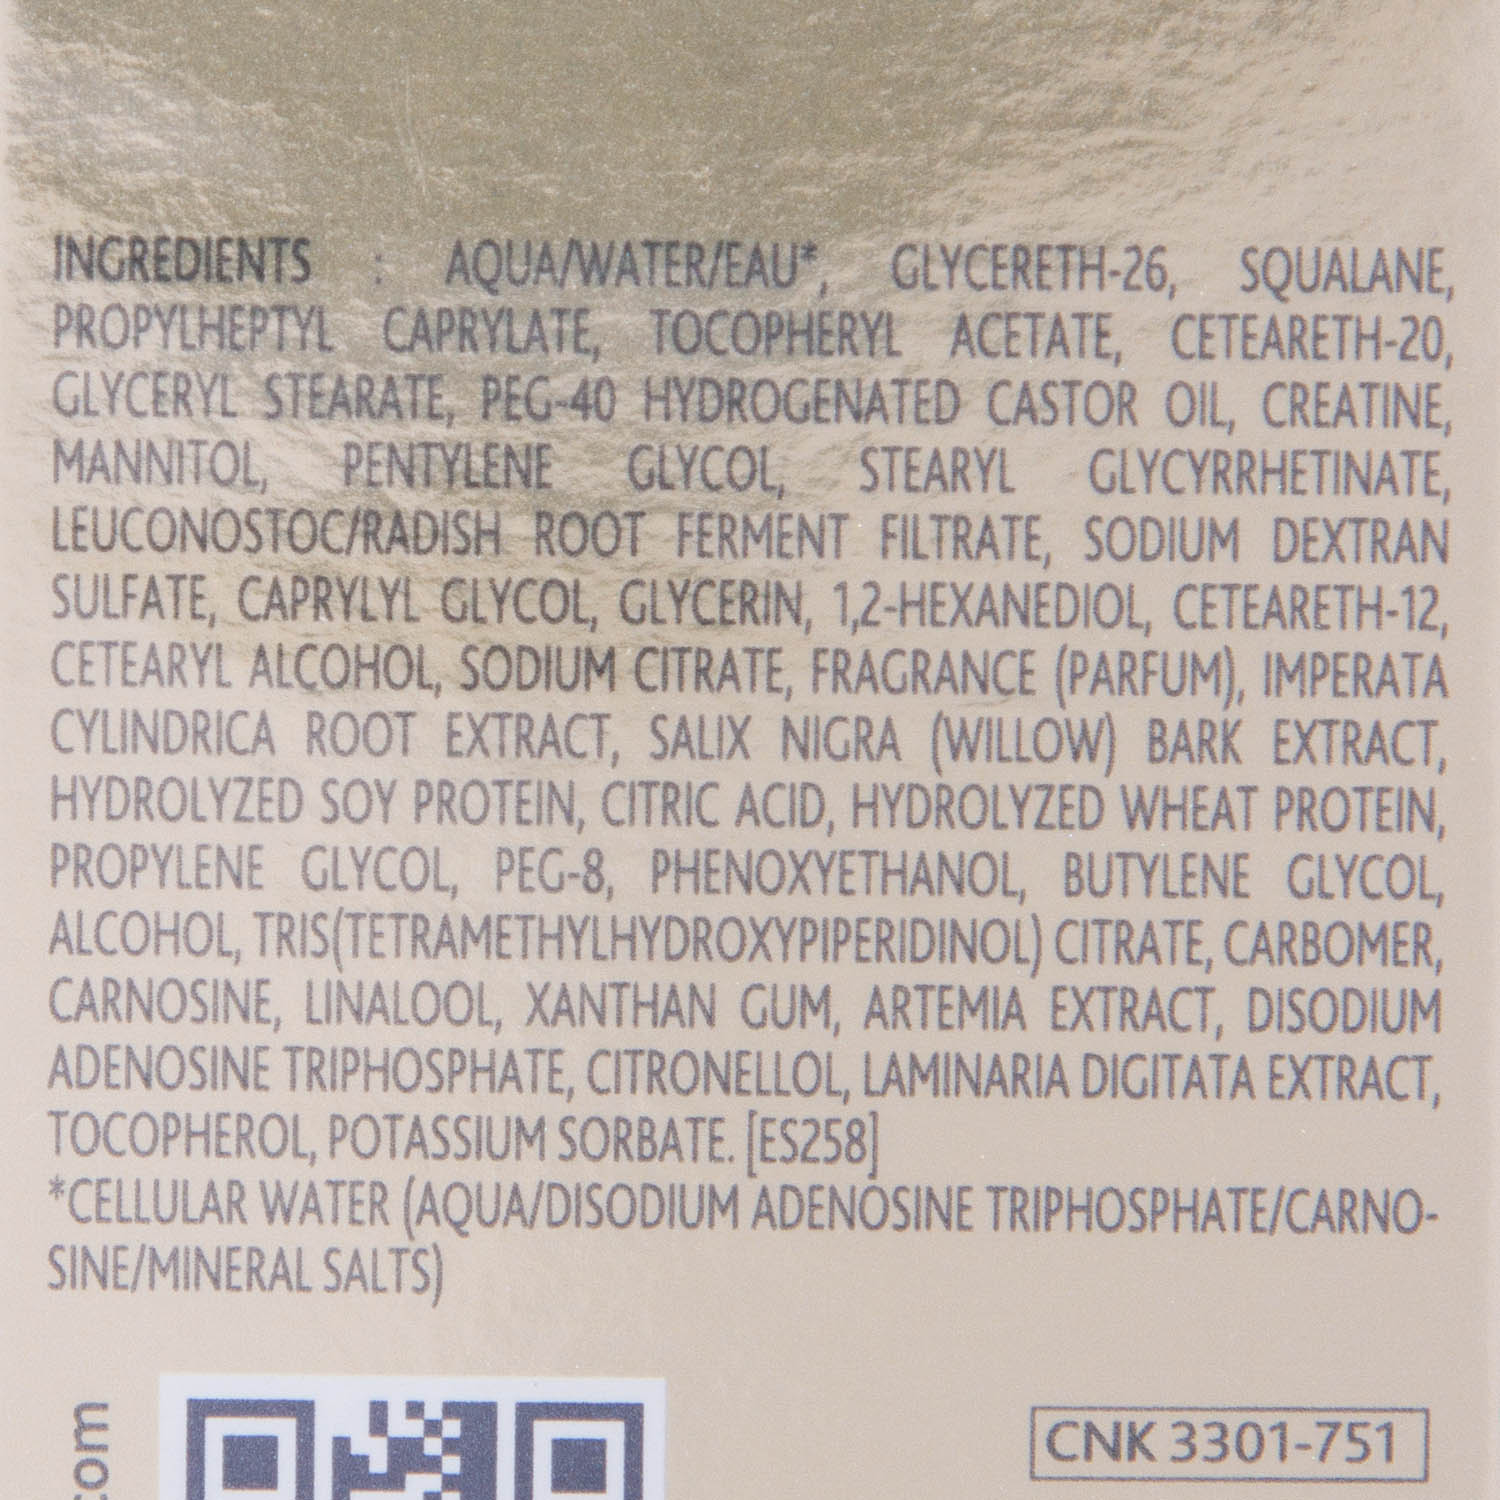 INGREDIENTS : AQUA/WATER/EAU*, GLYCERETH-26, SQUALANE,
PROPYLHEPTYL CAPRYLATE, TOCOPHERYL ACETATE, CETEARETH-20,
GLYCERYL STEARATE, PEG-40 HYDROGENATED CASTOR OIL, CREATINE,
MANNITOL, PENTYLENE GLYCOL, STEARYL GLYCYRRHETINATE,
LEUCONOSTOC/RADISH ROOT FERMENT FILTRATE, SODIUM DEXTRAN
SULFATE, CAPRYLYL GLYCOL, GLYCERIN, 1,2-HEXANEDIOL, CETEARETH-12,
CETEARYL ALCOHOL, SODIUM CITRATE, FRAGRANCE (PARFUM), IMPERATA
CYLINDRICA ROOT EXTRACT, SALIX NIGRA (WILLOW) BARK EXTRACT,
HYDROLYZED SOY PROTEIN, CITRIC ACID, HYDROLYZED WHEAT PROTEIN,
PROPYLENE GLYCOL, PEG-8, PHENOXYETHANOL, BUTYLENE GLYCOL,
ALCOHOL, TRIS(TETRAMETHYLHYDROXYPIPERIDINOL) CITRATE, CARBOMER,
CARNOSINE, LINALOOL, XANTHAN GUM, ARTEMIA EXTRACT, DISODIUM
ADENOSINE TRIPHOSPHATE, CITRONELLOL, LAMINARIA DIGITATA EXTRACT,
TOCOPHEROL, POTASSIUM SORBATE. [ES258]
*CELLULAR WATER (AQUA/DISODIUM ADENOSINE TRIPHOSPHATE/CARNO-
SINE/MINERAL SALTS)
.com
CNK 3301-751